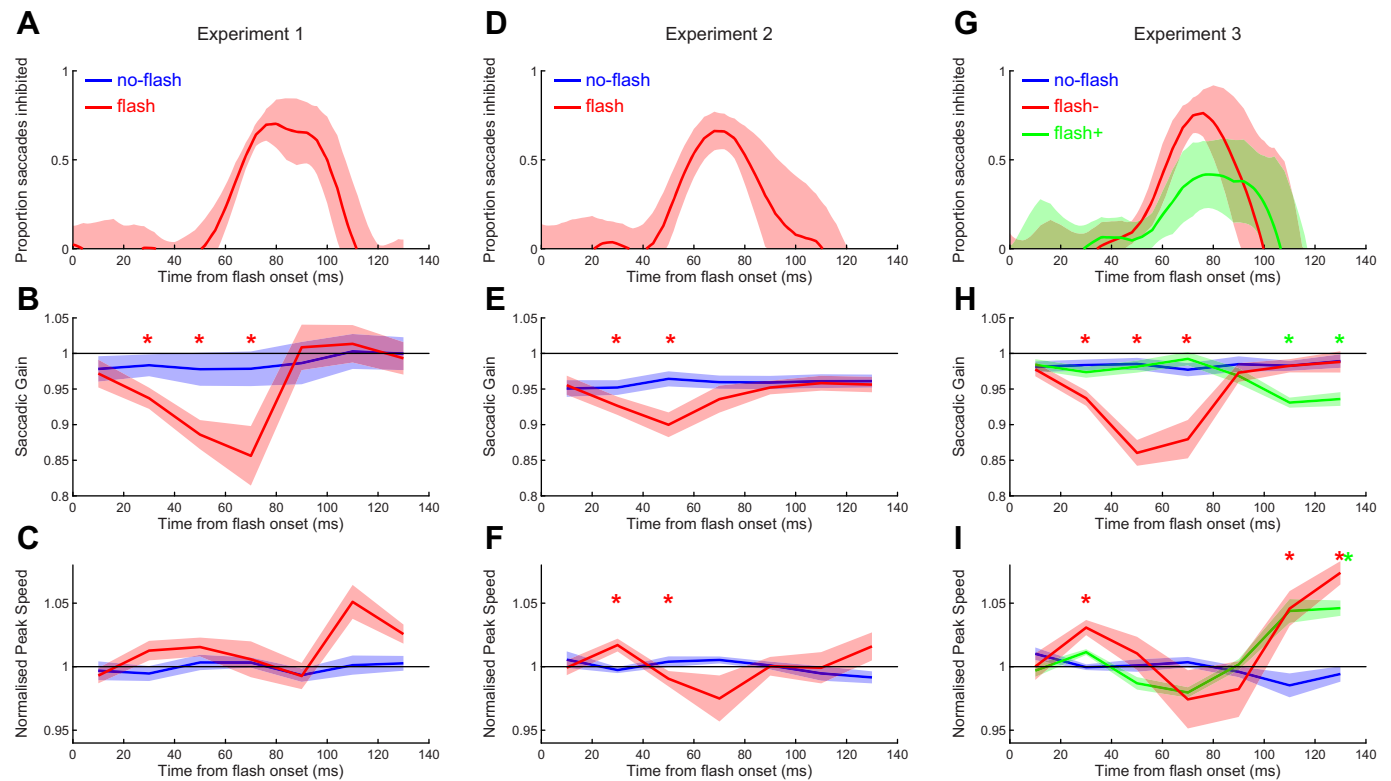 A
Experiment 1
Proportion saccades inhibited
1
0.5
0
no-flash
flash
0 20 40 60 80 100 120 140
Time from flash onset (ms)
D
Experiment 2
Proportion saccades inhibited
1
0.5
0
no-flash
flash
0 20 40 60 80 100 120 140
Time from flash onset (ms)
G
Experiment 3
Proportion saccades inhibited
1
0.5
0
no-flash
flash-
flash+
0 20 40 60 80 100 120 140
Time from flash onset (ms)
B
Saccadic Gain
1.05
1
0.95
0.9
0.85
0.8
* * *
0 20 40 60 80 100 120 140
Time from flash onset (ms)
E
Saccadic Gain
1.05
1
0.95
0.9
0.85
0.8
* *
0 20 40 60 80 100 120 140
Time from flash onset (ms)
H
Saccadic Gain
1.05
1
0.95
0.9
0.85
0.8
* * * * *
0 20 40 60 80 100 120 140
Time from flash onset (ms)
C
Normalised Peak Speed
1.05
1
0.95
0 20 40 60 80 100 120 140
Time from flash onset (ms)
F
Normalised Peak Speed
1.05
1
0.95
* *
0 20 40 60 80 100 120 140
Time from flash onset (ms)
I
Normalised Peak Speed
1.05
1
0.95
* * * *
0 20 40 60 80 100 120 140
Time from flash onset (ms)